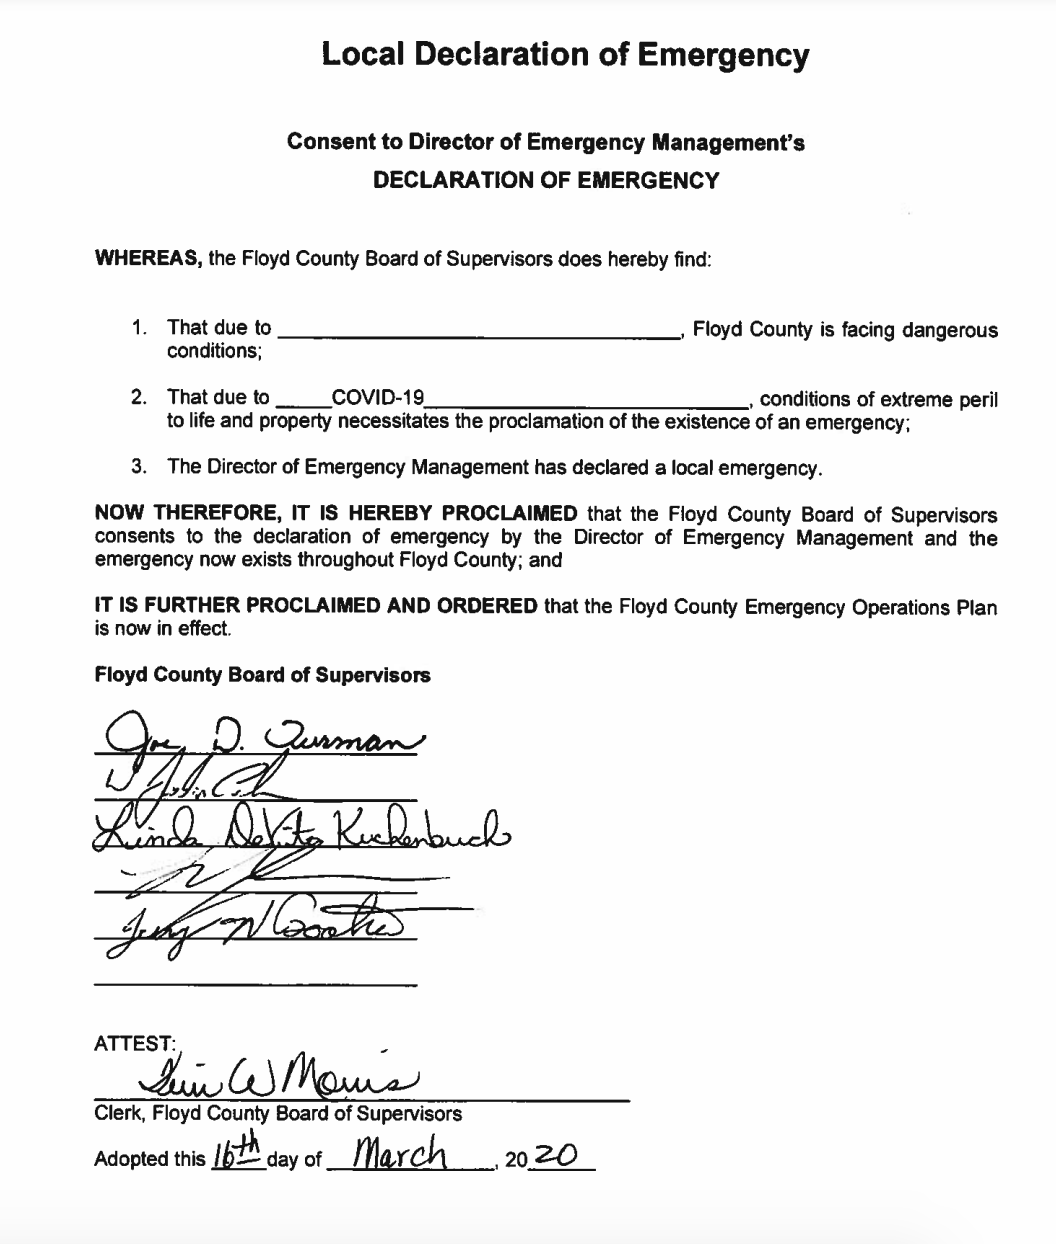 Local Declaration of Emergency
Consent to Director of Emergency Management's
DECLARATION OF EMERGENCY
WHEREAS, the Floyd County Board of Supervisors does hereby find:
1. That due to ____________________, Floyd County is facing dangerous
conditions;
2. That due to _____COVID-19____________________, conditions of extreme peril
to life and property necessitates the proclamation of the existence of an emergency;
3. The Director of Emergency Management has declared a local emergency.
NOW THEREFORE, IT IS HEREBY PROCLAIMED that the Floyd County Board of Supervisors
consents to the declaration of emergency by the Director of Emergency Management and the
emergency now exists throughout Floyd County; and
IT IS FURTHER PROCLAIMED AND ORDERED that the Floyd County Emergency Operations Plan
is now in effect.
Floyd County Board of Supervisors
Joe D. Turman
Linda DeVito Kuchenbuch
ATTEST:
W Morris
Clerk, Floyd County Board of Supervisors
Adopted this 16th day of March, 2020